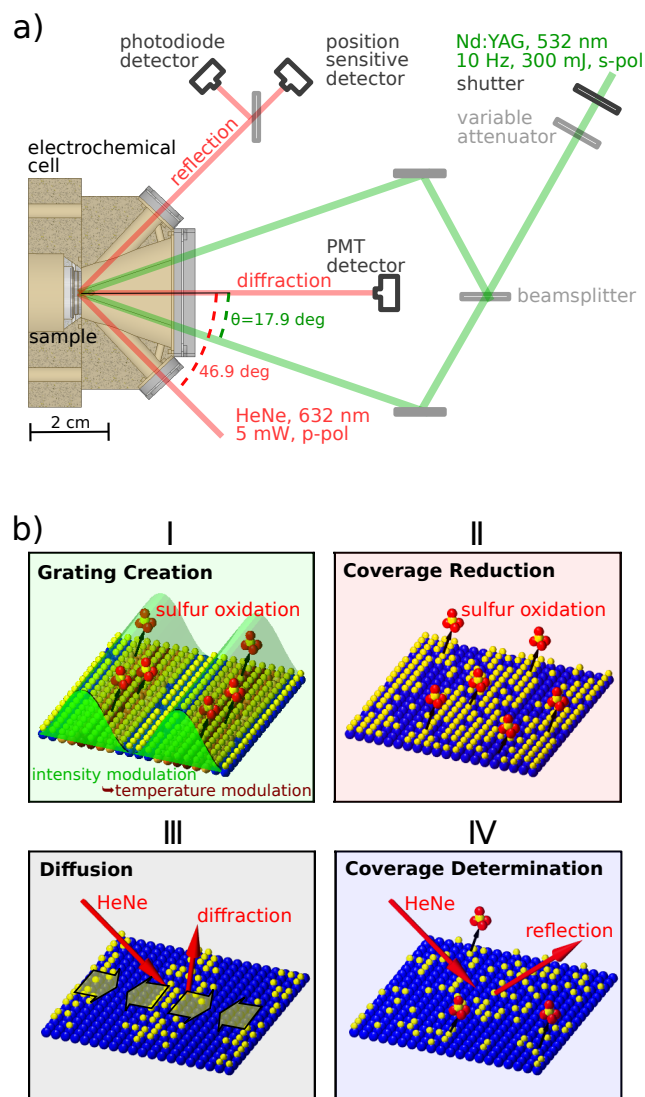 a)
photodiode
detector
position
sensitive
detector
Nd:YAG, 532 nm
10 Hz, 300 mJ, s-pol
shutter
variable
attenuator
electrochemical
cell
reflection
PMT
detector
diffraction
beamsplitter
θ=17.9 deg
sample
46.9 deg
2 cm
HeNe, 632 nm
5 mW, p-pol
b)
I
Grating Creation
sulfur oxidation
intensity modulation
➥temperature modulation
II
Coverage Reduction
sulfur oxidation
III
Diffusion
HeNe
diffraction
IV
Coverage Determination
HeNe
reflection